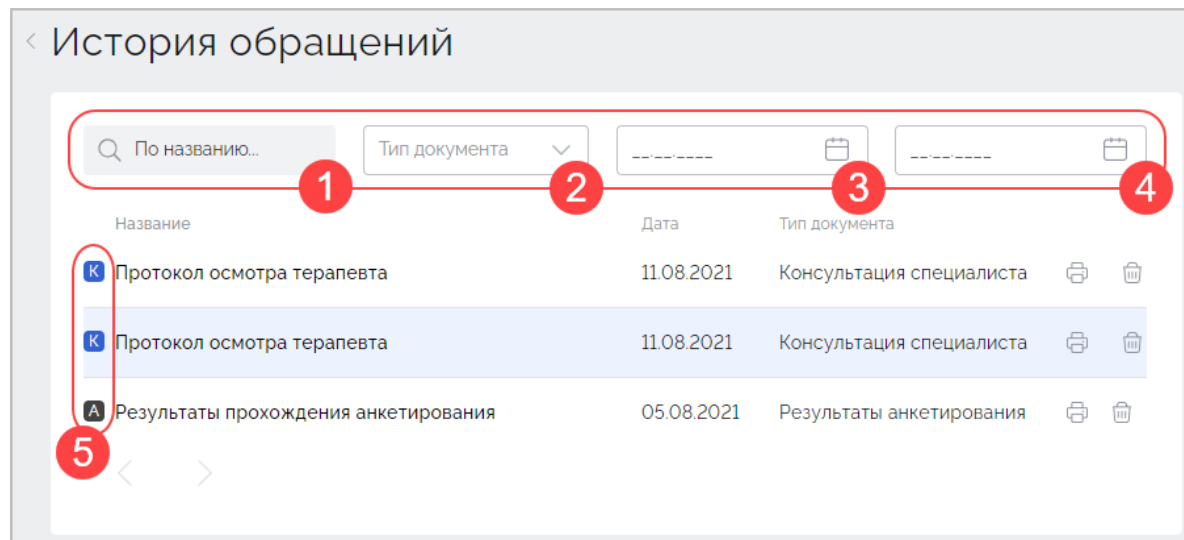 История обращений
По названию... Тип документа __.__.____ __.__.____
1 2 3 4
Название Дата Тип документа
К Протокол осмотра терапевта 11.08.2021 Консультация специалиста
К Протокол осмотра терапевта 11.08.2021 Консультация специалиста
А Результаты прохождения анкетирования 05.08.2021 Результаты анкетирования
5